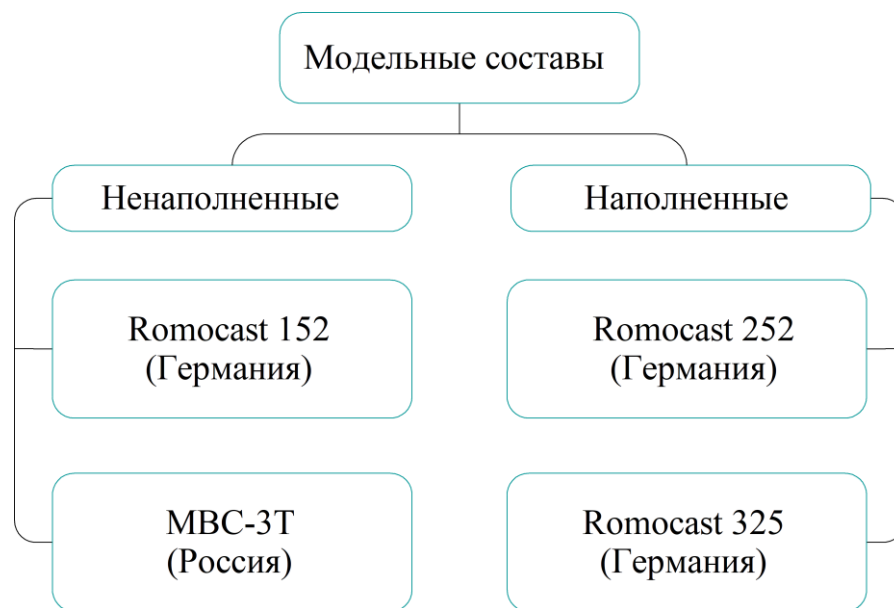 Модельные составы
Ненаполненные
Наполненные
Romocast 152
(Германия)
Romocast 252
(Германия)
МВС-3Т
(Россия)
Romocast 325
(Германия)